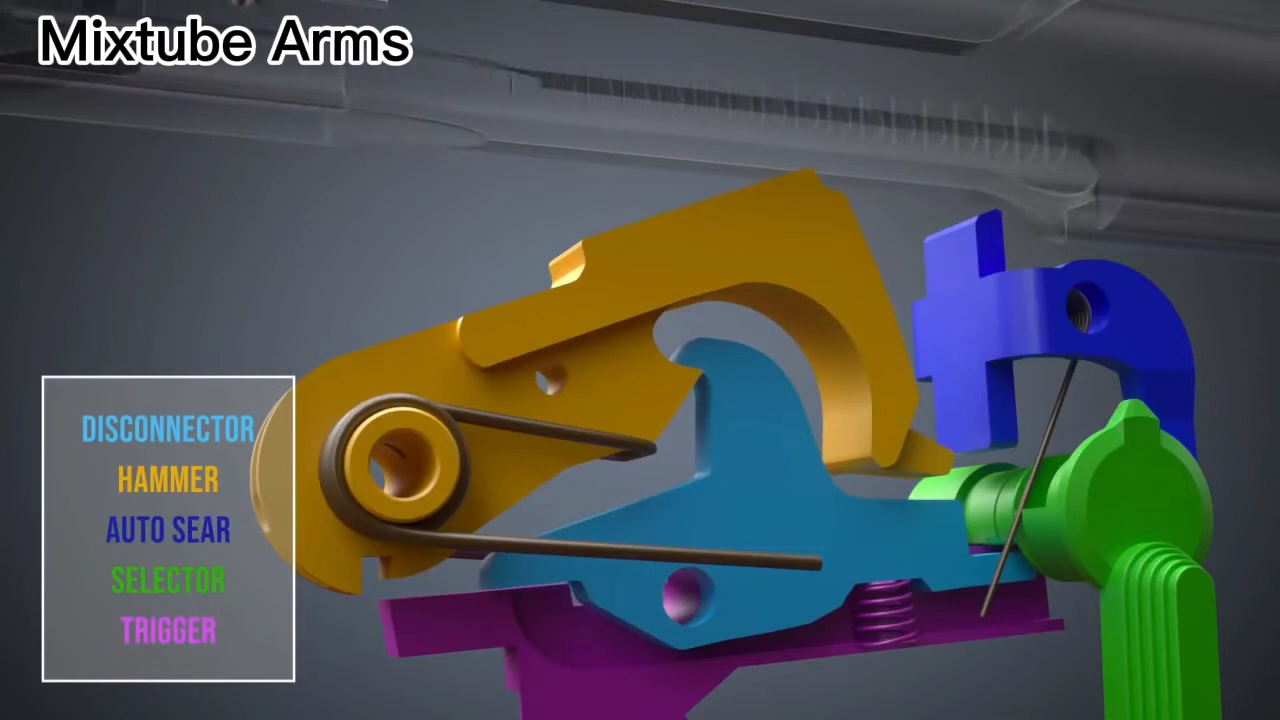 Mixtube Arms
DISCONNECTOR
HAMMER
AUTO SEAR
SELECTOR
TRIGGER